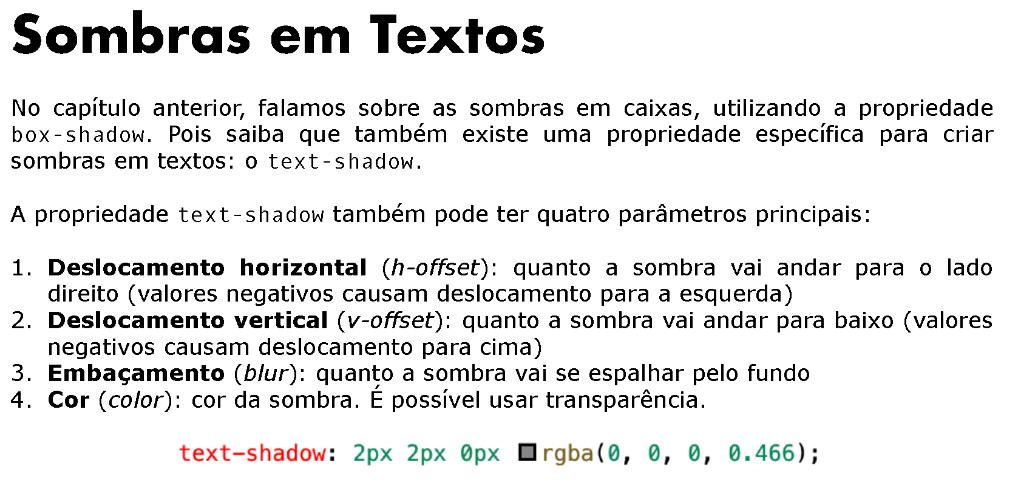 Sombras em Textos
No capítulo anterior, falamos sobre as sombras em caixas, utilizando a propriedade
box-shadow. Pois saiba que também existe uma propriedade específica para criar
sombras em textos: o text-shadow.
A propriedade text-shadow também pode ter quatro parâmetros principais:
1. Deslocamento horizontal (h-offset): quanto a sombra vai andar para o lado
direito (valores negativos causam deslocamento para a esquerda)
2. Deslocamento vertical (v-offset): quanto a sombra vai andar para baixo (valores
negativos causam deslocamento para cima)
3. Embaçamento (blur): quanto a sombra vai se espalhar pelo fundo
4. Cor (color): cor da sombra. É possível usar transparência.
text-shadow: 2px 2px 0px rgba(0, 0, 0, 0.466);